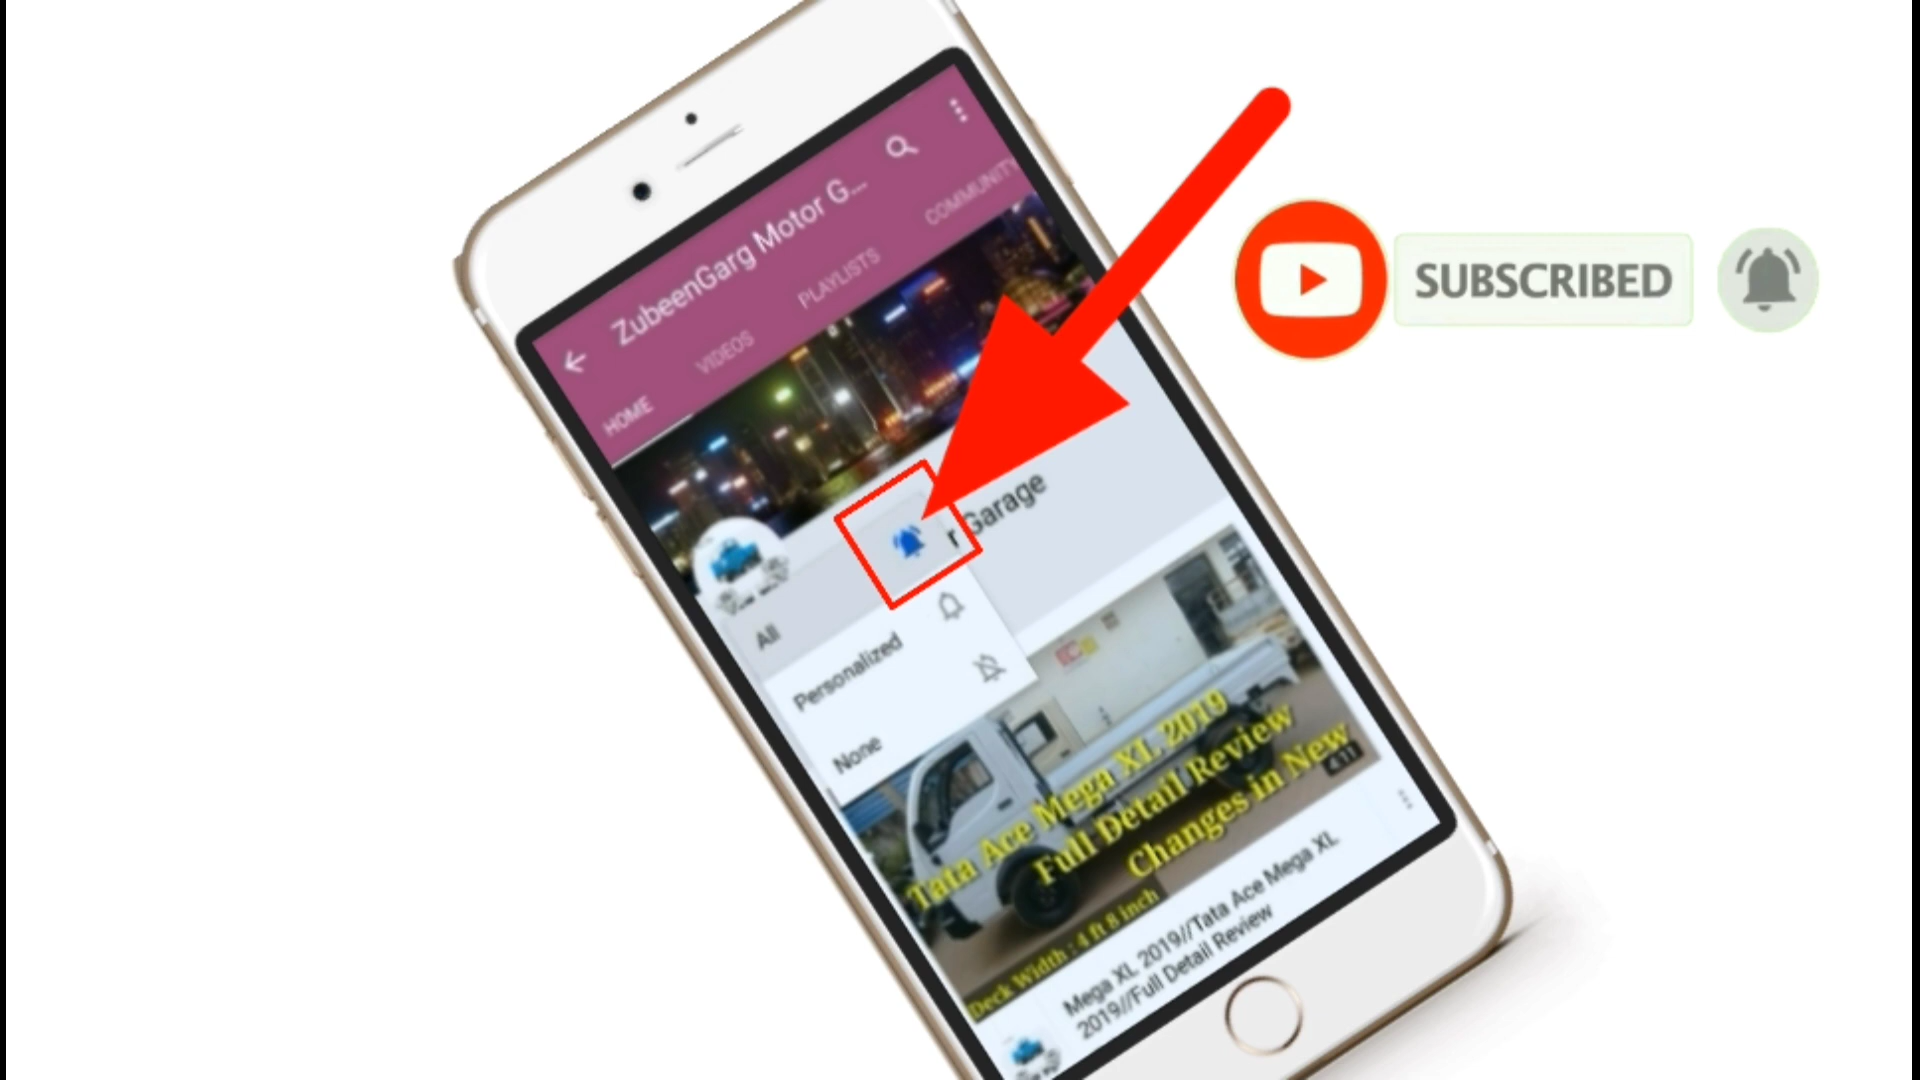 ZubeenGarg Motor G...
HOME
VIDEOS
PLAYLISTS
COMMUNITY
r Garage
All
Personalized
None
Tata Ace Mega XL 2019
Full Detail Review
Changes in New
4:11
Deck Width : 4 ft 8 inch
Mega XL 2019//Tata Ace Mega XL
2019//Full Detail Review
SUBSCRIBED